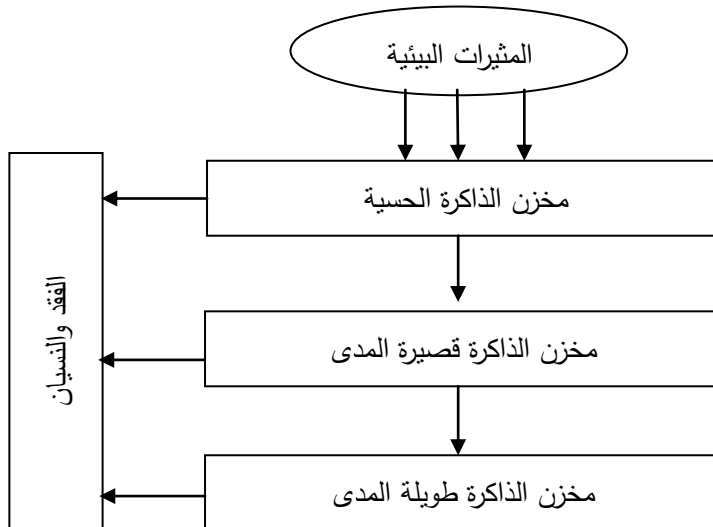 المثيرات البيئية
مخزن الذاكرة الحسية
مخزن الذاكرة قصيرة المدى
مخزن الذاكرة طويلة المدى
الفقد والنسيان